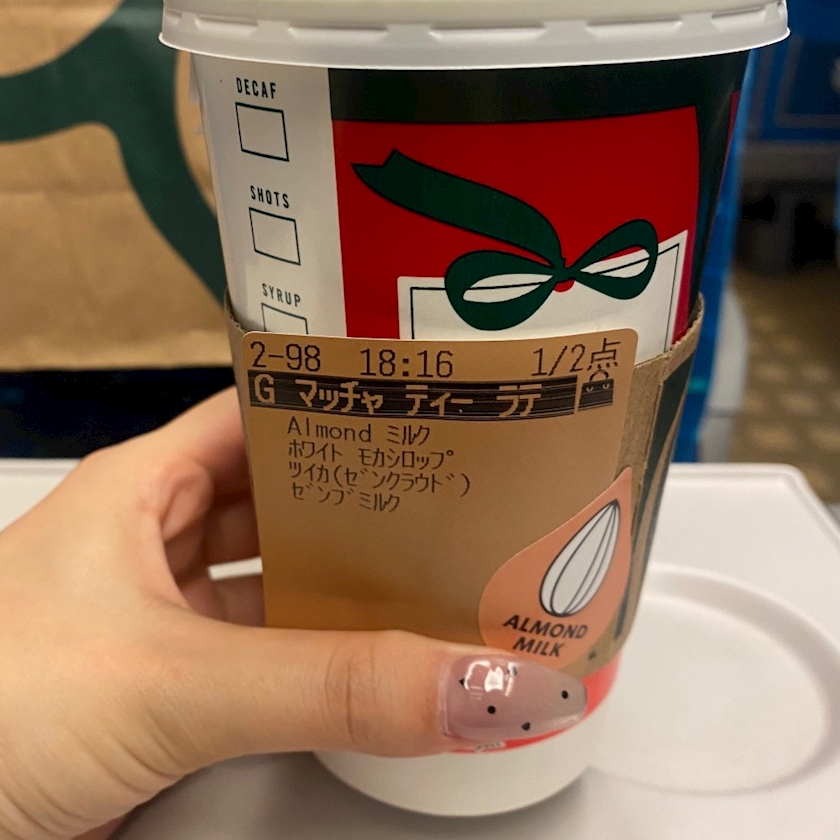 DECAF
SHOTS
SYRUP
2-98 18:16 1/2点
G マッチャ ティー ラテ
Almond ミルク
ホワイト モカシロップ
ツイカ(ゼンクラウド)
ゼンブミルク
ALMOND
MILK